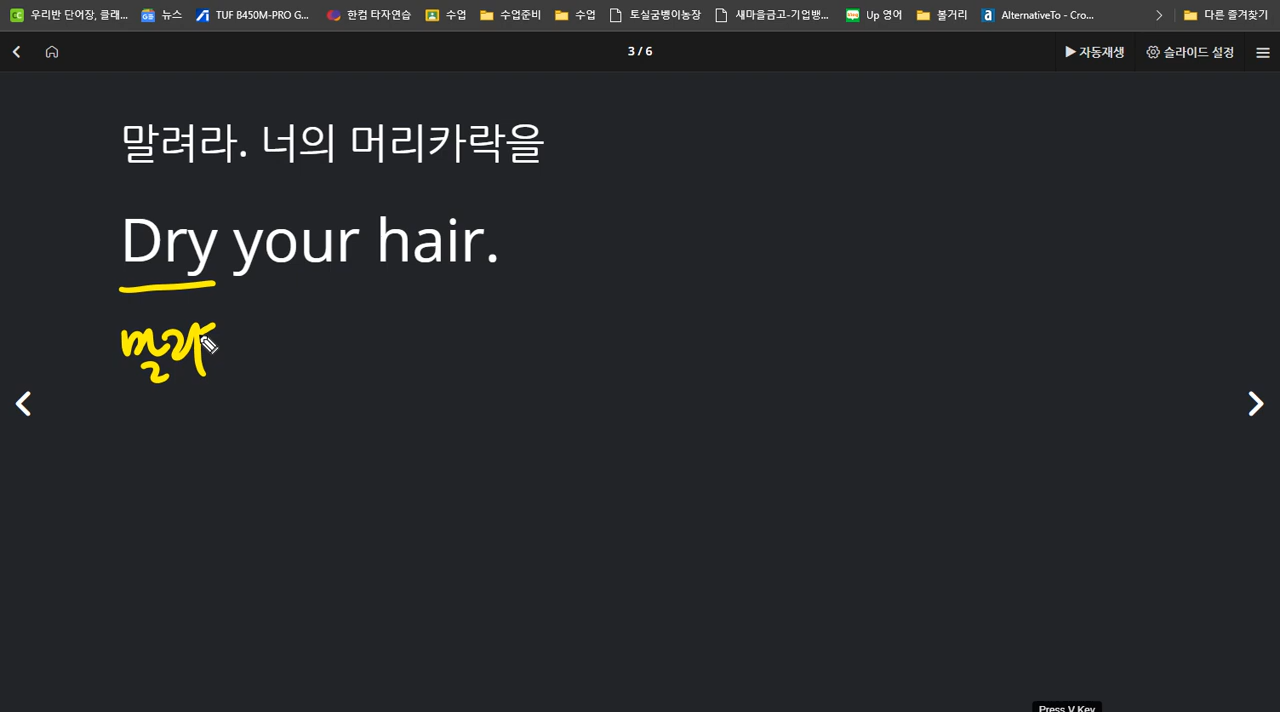 우리반 단어장, 클래... 뉴스 TUF B450M-PRO G... 한컴 타자연습 수업 수업준비 수업 토실굼벵이농장 새마을금고-기업뱅... Up 영어 볼거리 AlternativeTo - Cro... 다른 즐겨찾기
3 / 6 자동재생 슬라이드 설정
말려라. 너의 머리카락을
Dry your hair.
Press V Key